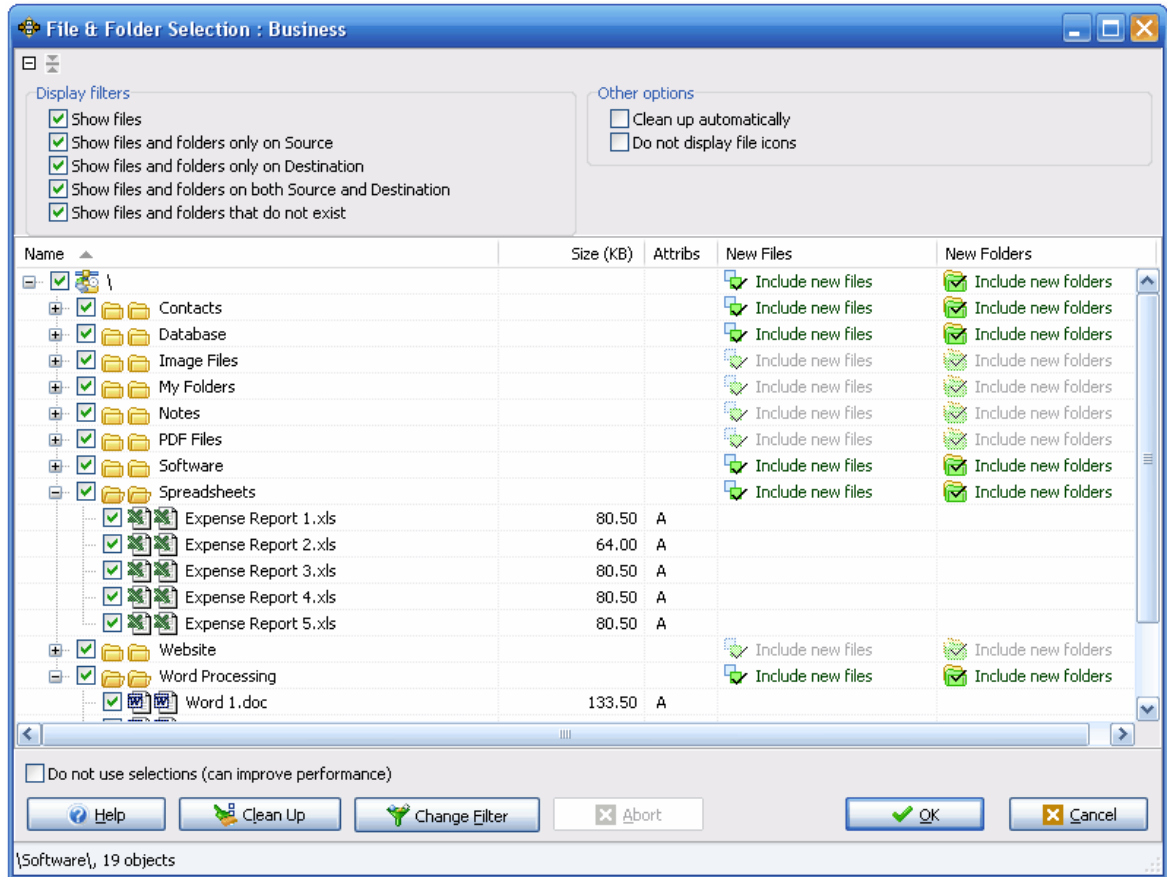 File & Folder Selection : Business
Display filters
Show files
Show files and folders only on Source
Show files and folders only on Destination
Show files and folders on both Source and Destination
Show files and folders that do not exist
Other options
Clean up automatically
Do not display file icons
Name Size (KB) Attribs New Files New Folders
\ Include new files Include new folders
Contacts Include new files Include new folders
Database Include new files Include new folders
Image Files Include new files Include new folders
My Folders Include new files Include new folders
Notes Include new files Include new folders
PDF Files Include new files Include new folders
Software Include new files Include new folders
Spreadsheets Include new files Include new folders
Expense Report 1.xls 80.50 A
Expense Report 2.xls 64.00 A
Expense Report 3.xls 80.50 A
Expense Report 4.xls 80.50 A
Expense Report 5.xls 80.50 A
Website Include new files Include new folders
Word Processing Include new files Include new folders
Word 1.doc 133.50 A
Do not use selections (can improve performance)
Help Clean Up Change Filter Abort OK Cancel
\Software\, 19 objects